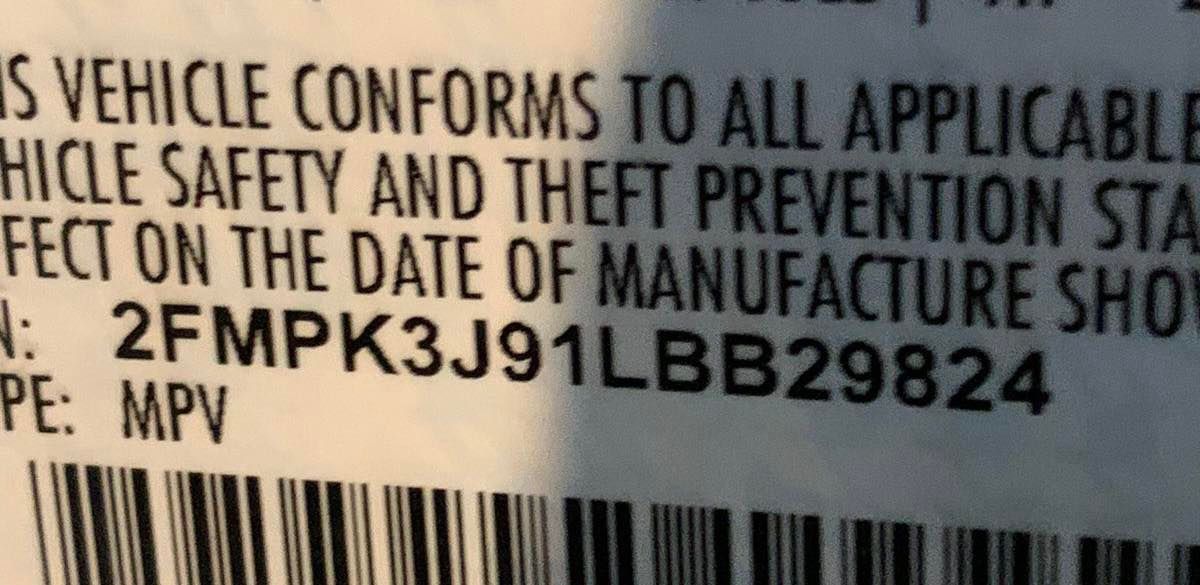 IS VEHICLE CONFORMS TO ALL APPLICABLE
HICLE SAFETY AND THEFT PREVENTION STA
FECT ON THE DATE OF MANUFACTURE SHO
N: 2FMPK3J91LBB29824
PE: MPV